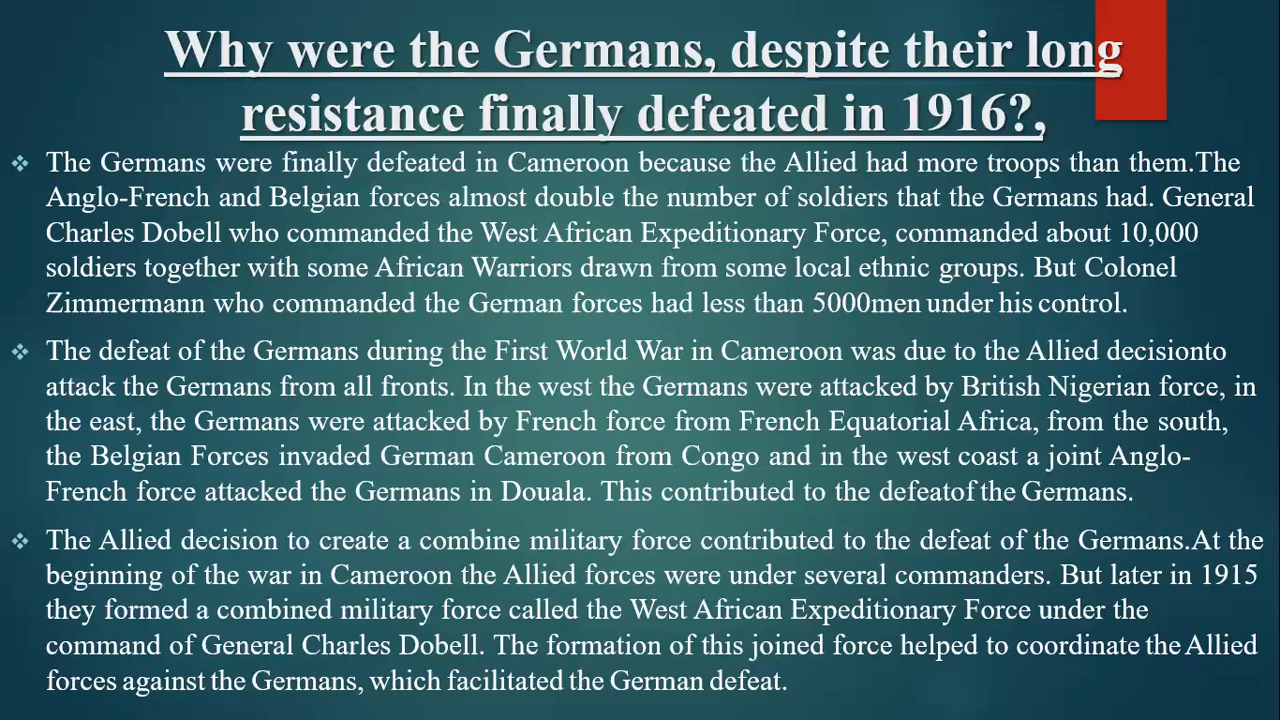 Why were the Germans, despite their long
resistance finally defeated in 1916?,
The Germans were finally defeated in Cameroon because the Allied had more troops than them.The
Anglo-French and Belgian forces almost double the number of soldiers that the Germans had. General
Charles Dobell who commanded the West African Expeditionary Force, commanded about 10,000
soldiers together with some African Warriors drawn from some local ethnic groups. But Colonel
Zimmermann who commanded the German forces had less than 5000men under his control.
The defeat of the Germans during the First World War in Cameroon was due to the Allied decisionto
attack the Germans from all fronts. In the west the Germans were attacked by British Nigerian force, in
the east, the Germans were attacked by French force from French Equatorial Africa, from the south,
the Belgian Forces invaded German Cameroon from Congo and in the west coast a joint Anglo-
French force attacked the Germans in Douala. This contributed to the defeatof the Germans.
The Allied decision to create a combine military force contributed to the defeat of the Germans.At the
beginning of the war in Cameroon the Allied forces were under several commanders. But later in 1915
they formed a combined military force called the West African Expeditionary Force under the
command of General Charles Dobell. The formation of this joined force helped to coordinate the Allied
forces against the Germans, which facilitated the German defeat.